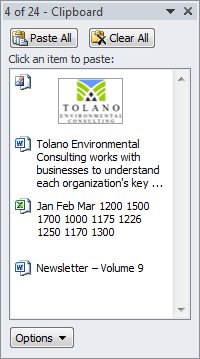 4 of 24 - Clipboard
Paste All
Clear All
Click an item to paste:
TOLANO
ENVIRONMENTAL
CONSULTING
Tolano Environmental
Consulting works with
businesses to understand
each organization's key ...
Jan Feb Mar 1200 1500
1700 1000 1175 1226
1250 1170 1300
Newsletter – Volume 9
Options